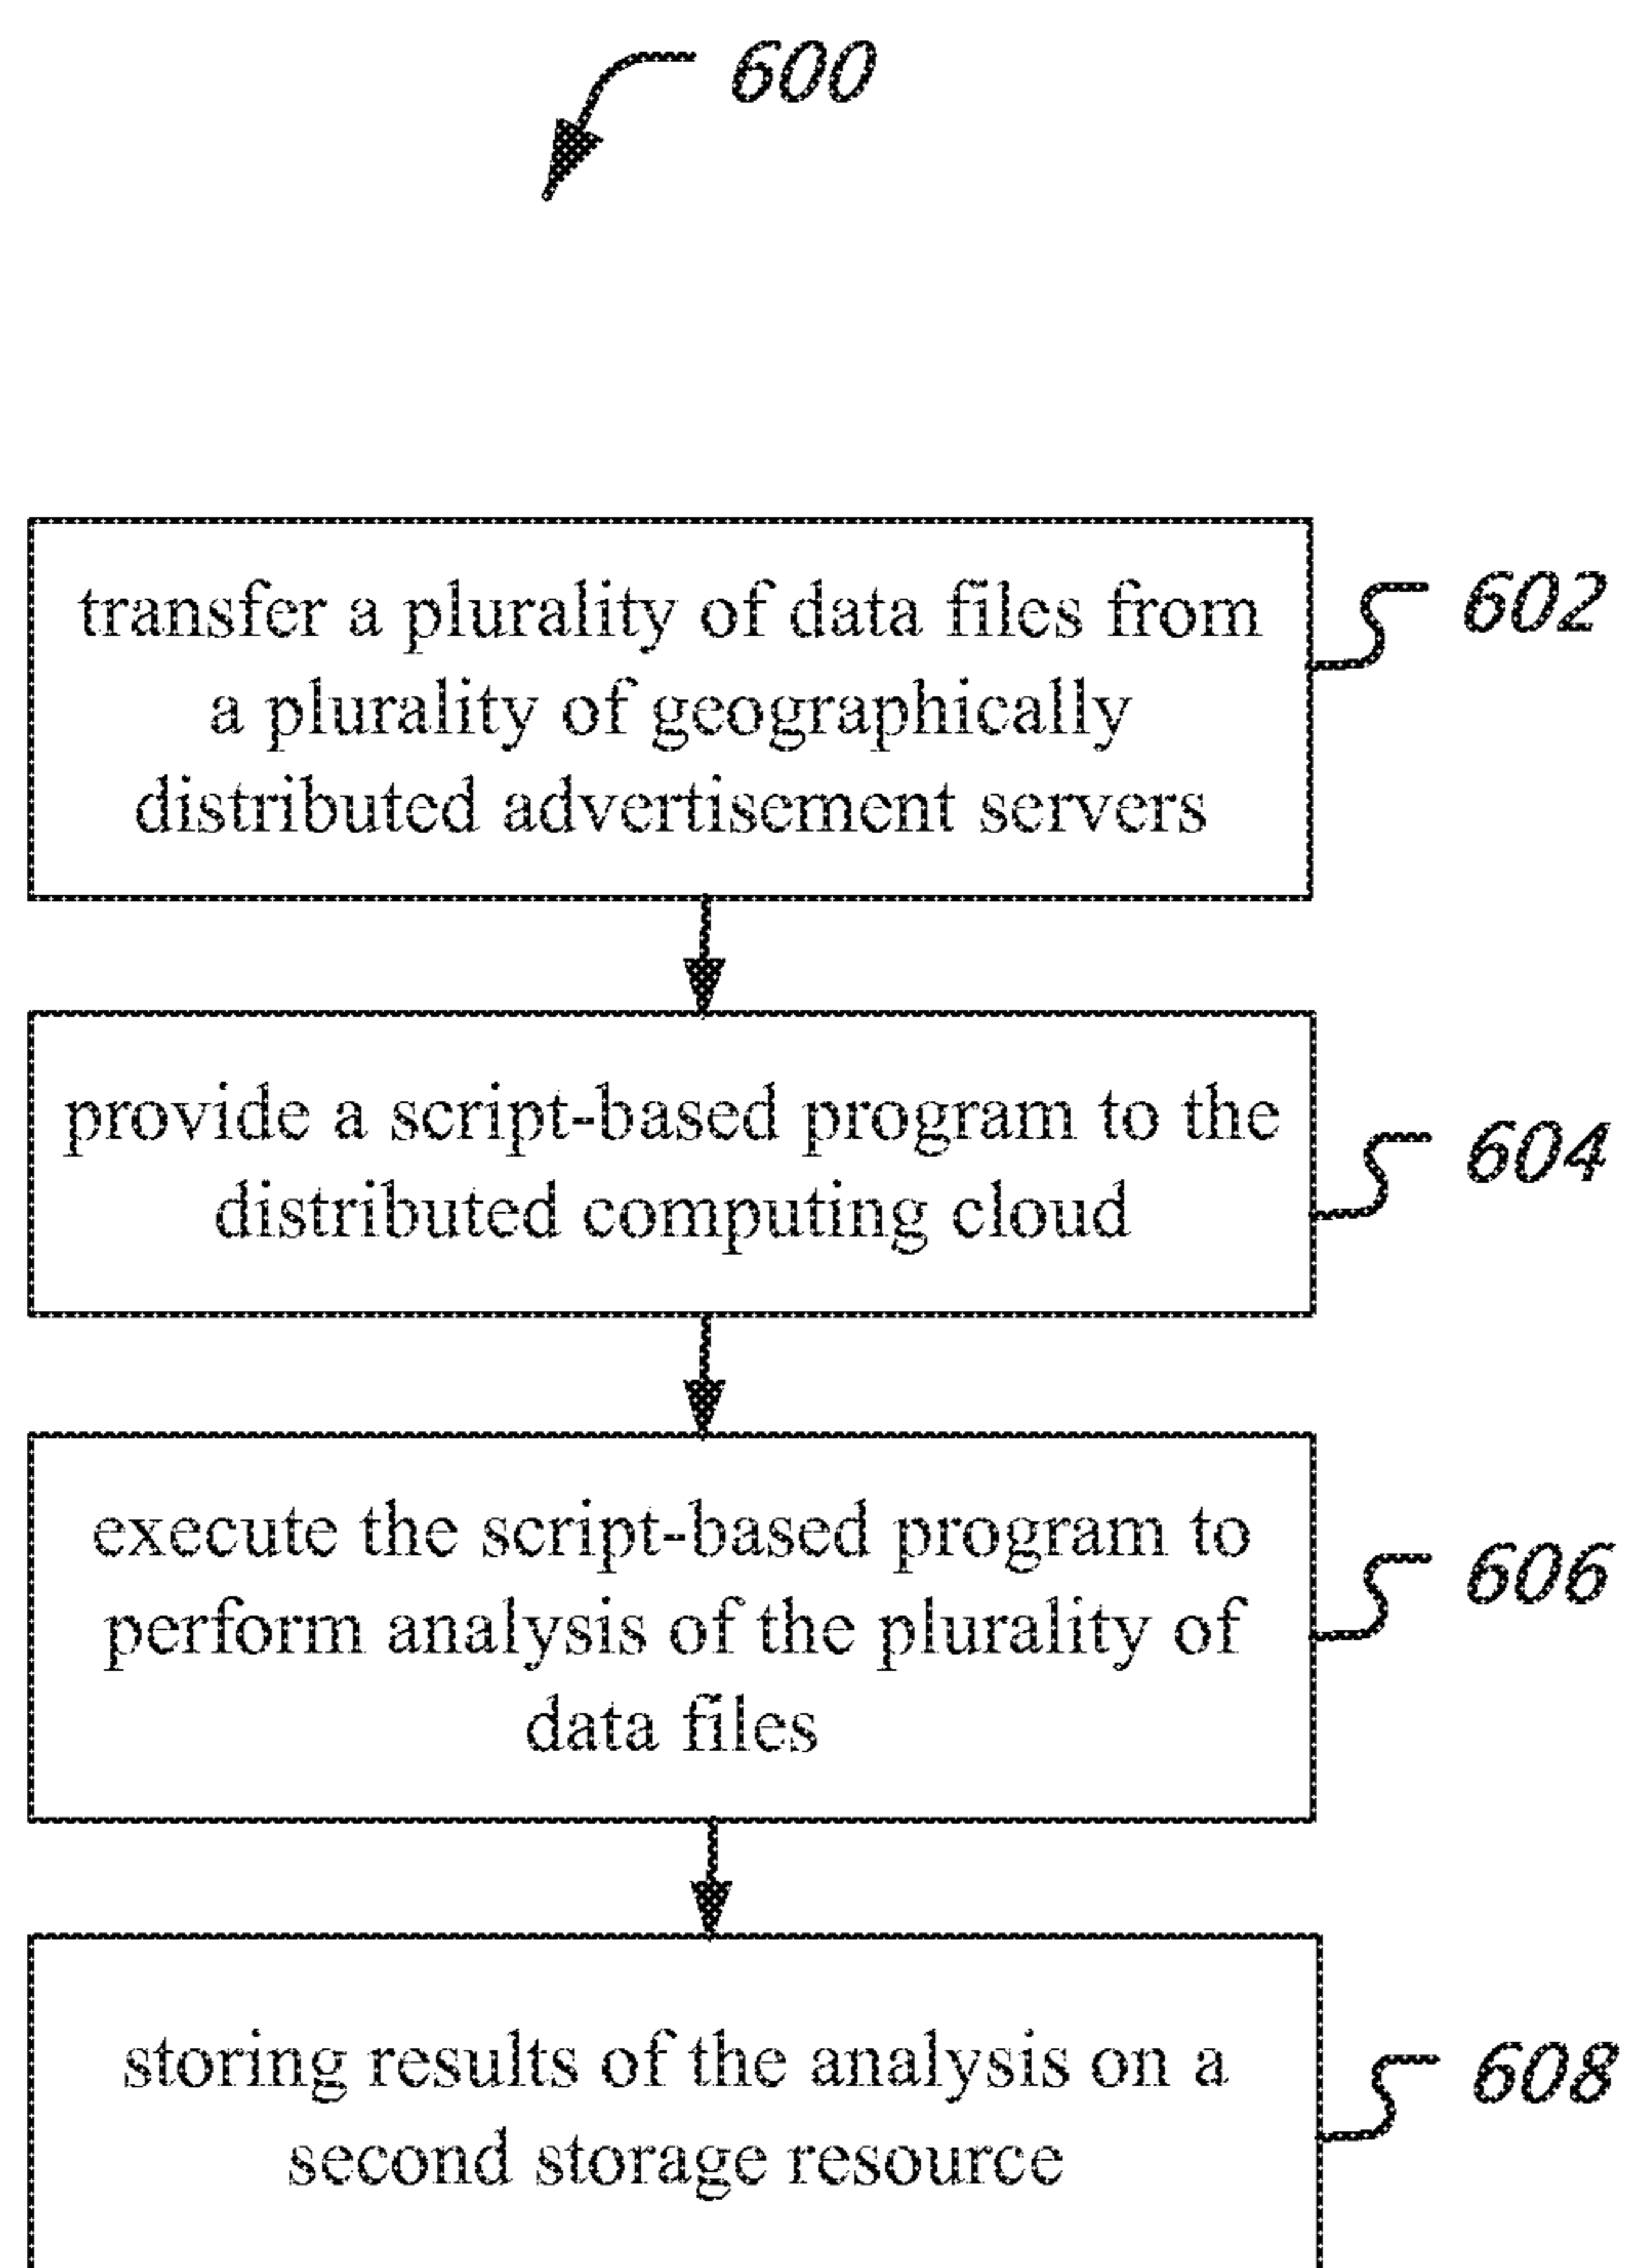 600
transfer a plurality of data files from
a plurality of geographically
distributed advertisement servers
602
provide a script-based program to the
distributed computing cloud
604
execute the script-based program to
perform analysis of the plurality of
data files
606
storing results of the analysis on a
second storage resource
608